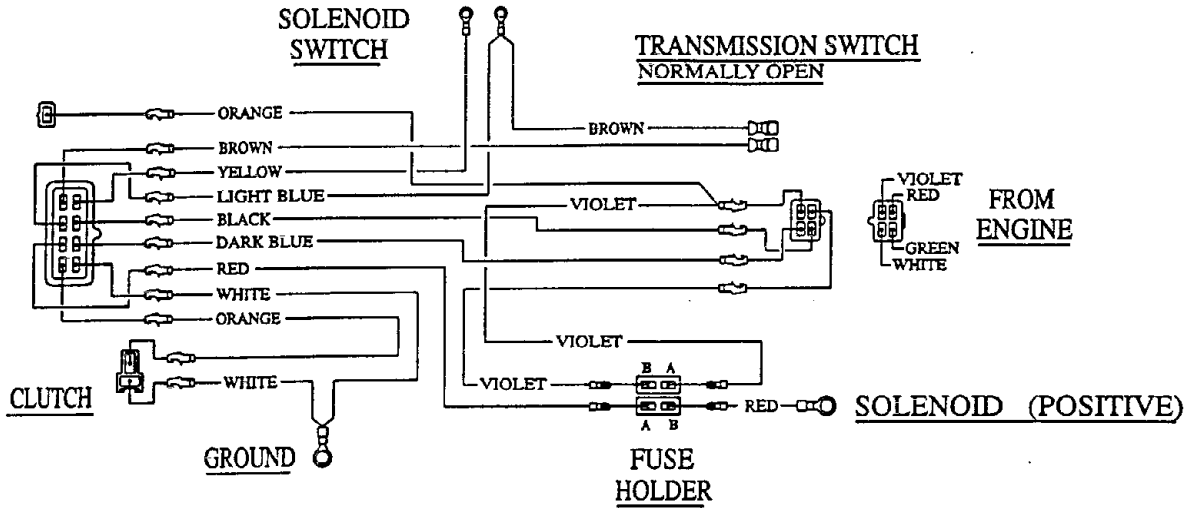 SOLENOID
SWITCH
TRANSMISSION SWITCH
NORMALLY OPEN
ORANGE
BROWN
BROWN
YELLOW
LIGHT BLUE
VIOLET
BLACK
DARK BLUE
RED
WHITE
ORANGE
VIOLET
RED
GREEN
WHITE
FROM
ENGINE
VIOLET
B A
VIOLET
WHITE
CLUTCH
RED
A B
SOLENOID (POSITIVE)
GROUND
FUSE
HOLDER